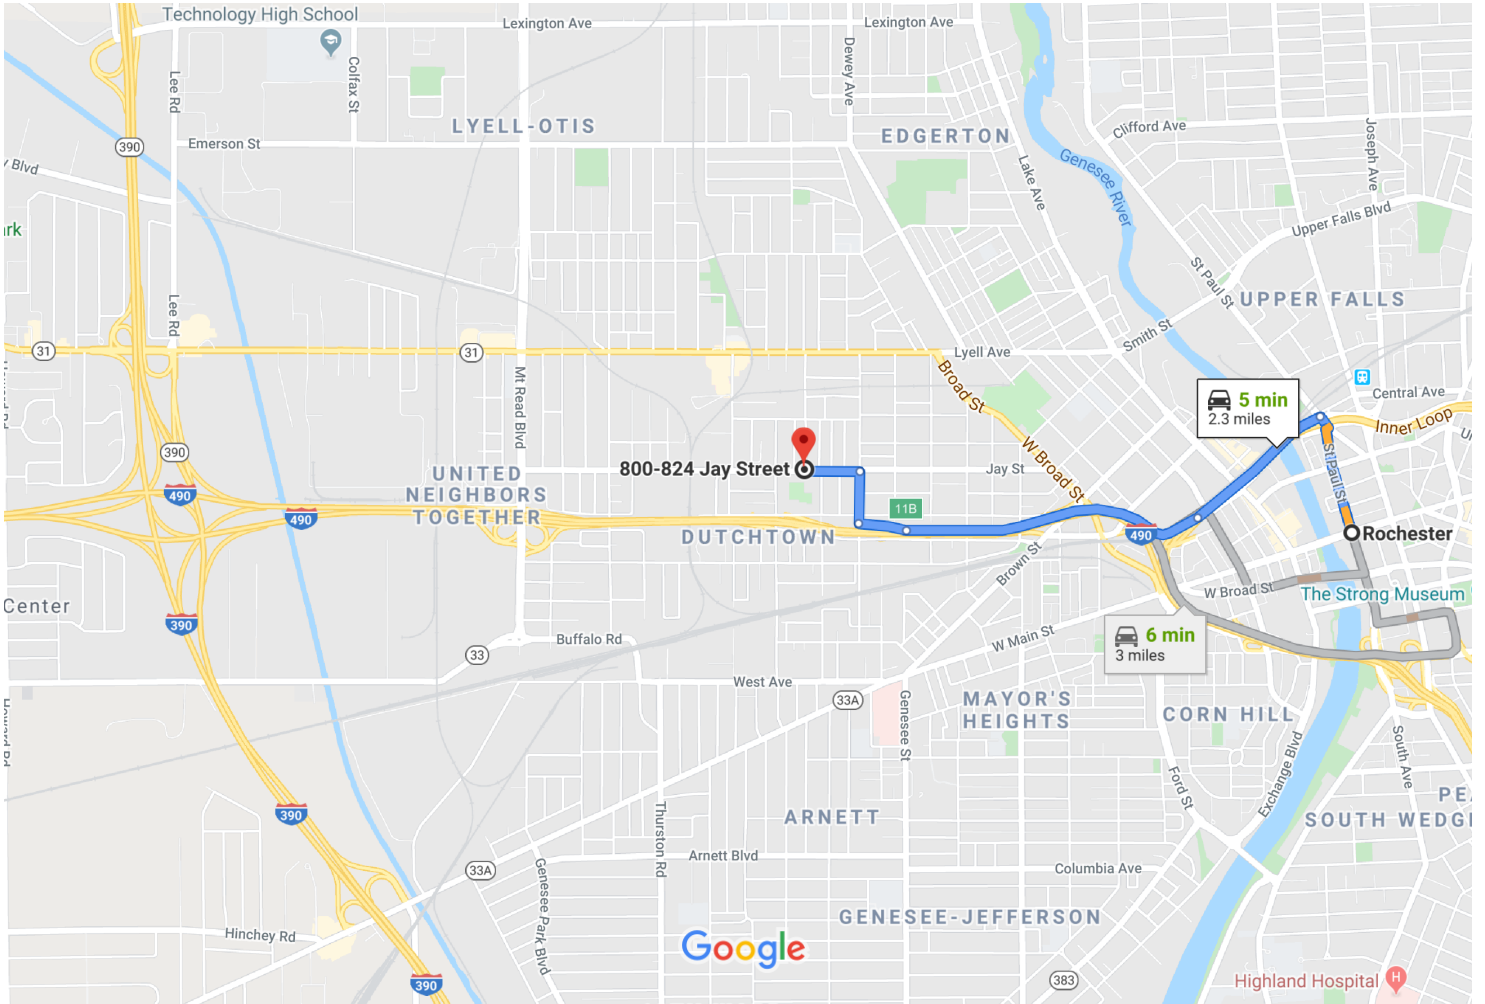 Technology High School
Lexington Ave
Lexington Ave
Lee Rd
Colfax St
Dewey Ave
LYELL-OTIS
EDGERTON
Clifford Ave
Joseph Ave
390
Emerson St
Genesee River
Lake Ave
Blvd
Upper Falls Blvd
St Paul St
UPPER FALLS
Lee Rd
Smith St
31
31
Lyell Ave
Mt Read Blvd
Broad St
Central Ave
5 min
2.3 miles
Inner Loop
390
W Broad St
St Paul St
800-824 Jay Street
Jay St
UNITED
NEIGHBORS
TOGETHER
490
490
11B
DUTCHTOWN
490
Rochester
Brown St
W Broad St
The Strong Museum
Center
390
Buffalo Rd
W Main St
6 min
3 miles
33
West Ave
33A
Genesee St
MAYOR'S
HEIGHTS
CORN HILL
Exchange Blvd
South Ave
Ford St
390
Thurston Rd
ARNETT
SOUTH WEDG
Arnett Blvd
33A
Columbia Ave
Genesee Park Blvd
GENESEE-JEFFERSON
Hinchey Rd
Google
390
383
Highland Hospital
H